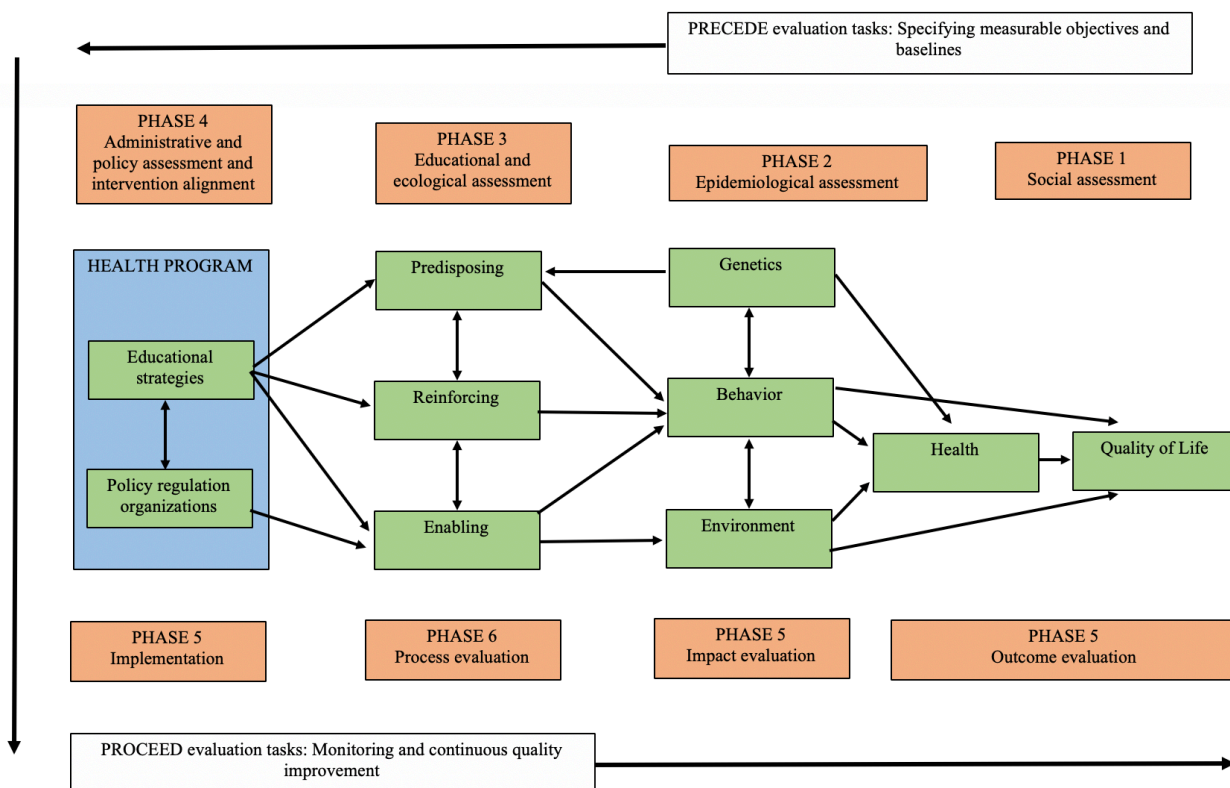 PRECEDE evaluation tasks: Specifying measurable objectives and
baselines
PHASE 4
Administrative and
policy assessment and
intervention alignment
PHASE 3
Educational and
ecological assessment
PHASE 2
Epidemiological assessment
PHASE 1
Social assessment
HEALTH PROGRAM
Educational
strategies
Policy regulation
organizations
Predisposing
Reinforcing
Enabling
Genetics
Behavior
Environment
Health
Quality of Life
PHASE 5
Implementation
PHASE 6
Process evaluation
PHASE 5
Impact evaluation
PHASE 5
Outcome evaluation
PROCEED evaluation tasks: Monitoring and continuous quality
improvement